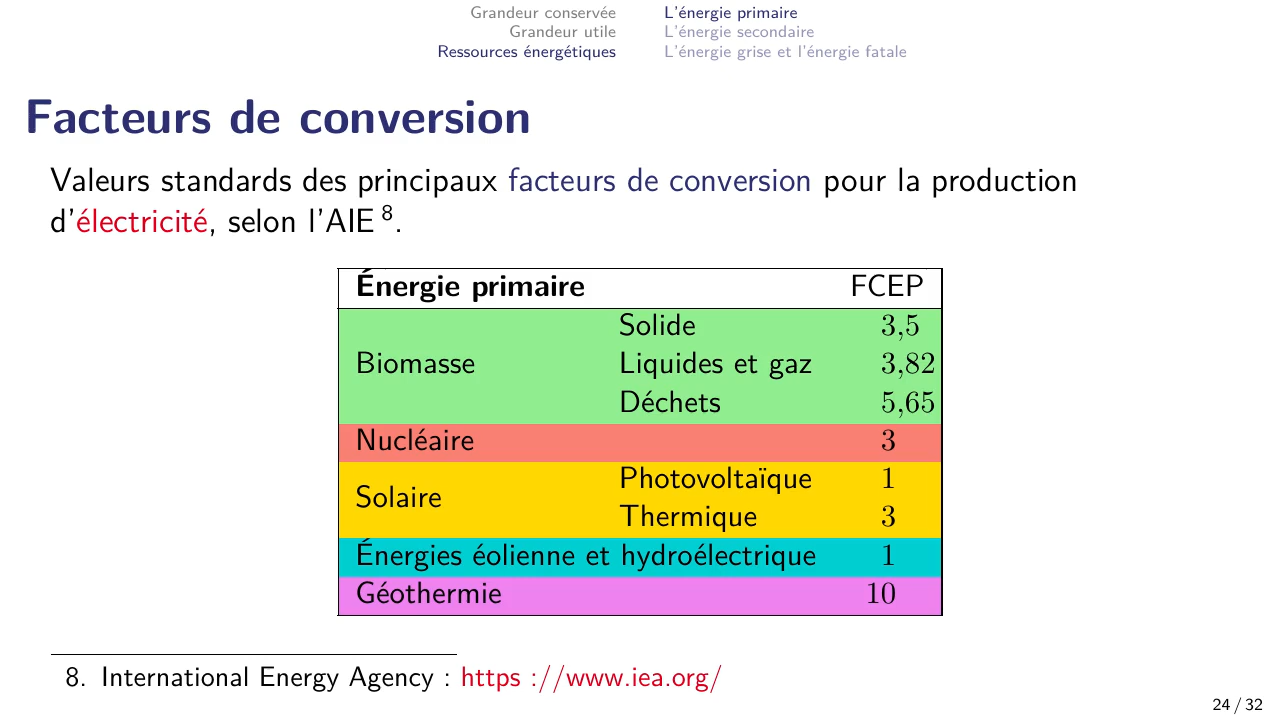 Grandeur conservée
Grandeur utile
Ressources énergétiques
L'énergie primaire
L'énergie secondaire
L'énergie grise et l'énergie fatale
Facteurs de conversion
Valeurs standards des principaux facteurs de conversion pour la production
d'électricité, selon l'AIE 8.
Énergie primaire FCEP
Biomasse
Solide 3,5
Liquides et gaz 3,82
Déchets 5,65
Nucléaire 3
Solaire
Photovoltaïque 1
Thermique 3
Énergies éolienne et hydroélectrique 1
Géothermie 10
8. International Energy Agency : https ://www.iea.org/
24 / 32